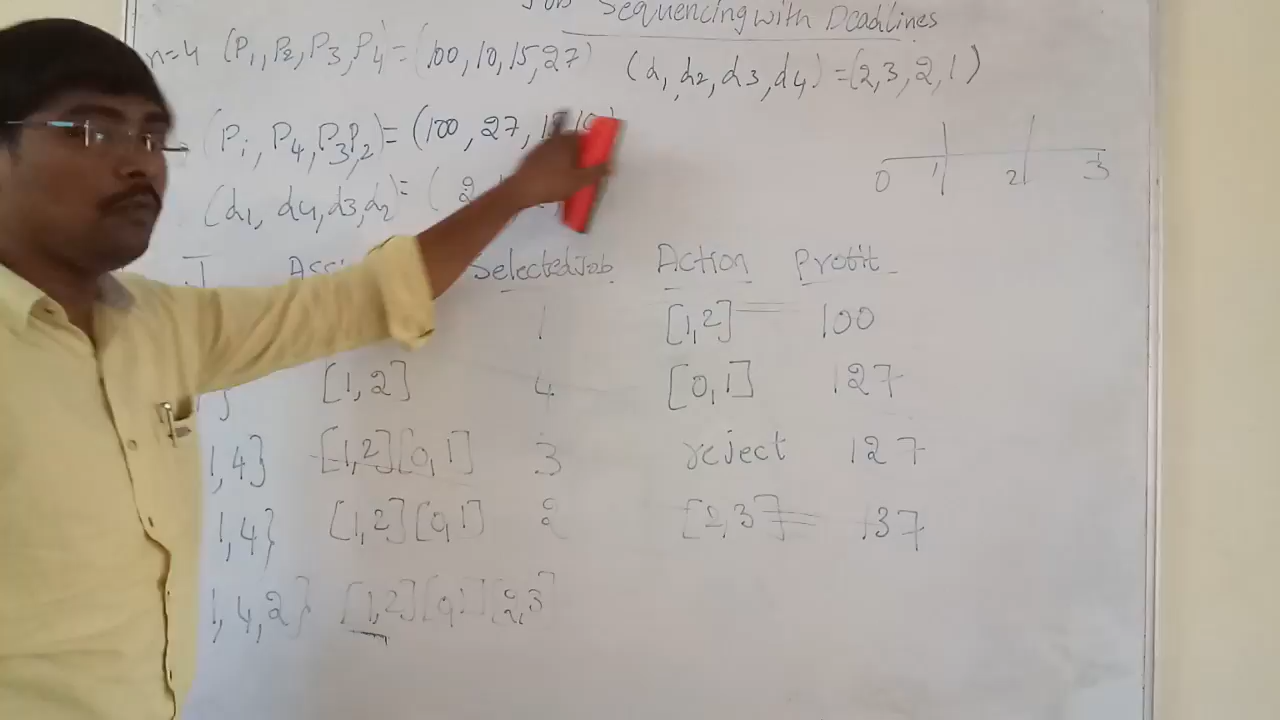 Job Sequencing with Deadlines
n=4 (P1, P2, P3, P4) = (100, 10, 15, 27) (d1, d2, d3, d4) = (2, 3, 2, 1)
(P1, P4, P3, P2) = (100, 27,
(d1, d4, d3, d2) = ( 2
0 1 2 3
J Selected Job Action Profit
1 [1,2] 100
} [1,2] 4 [0,1] 127
1,4} [1,2][0,1] 3 reject 127
1,4} [1,2][0,1] 2 [2,3] 137
1,4,2} [1,2][0,1][2,3]